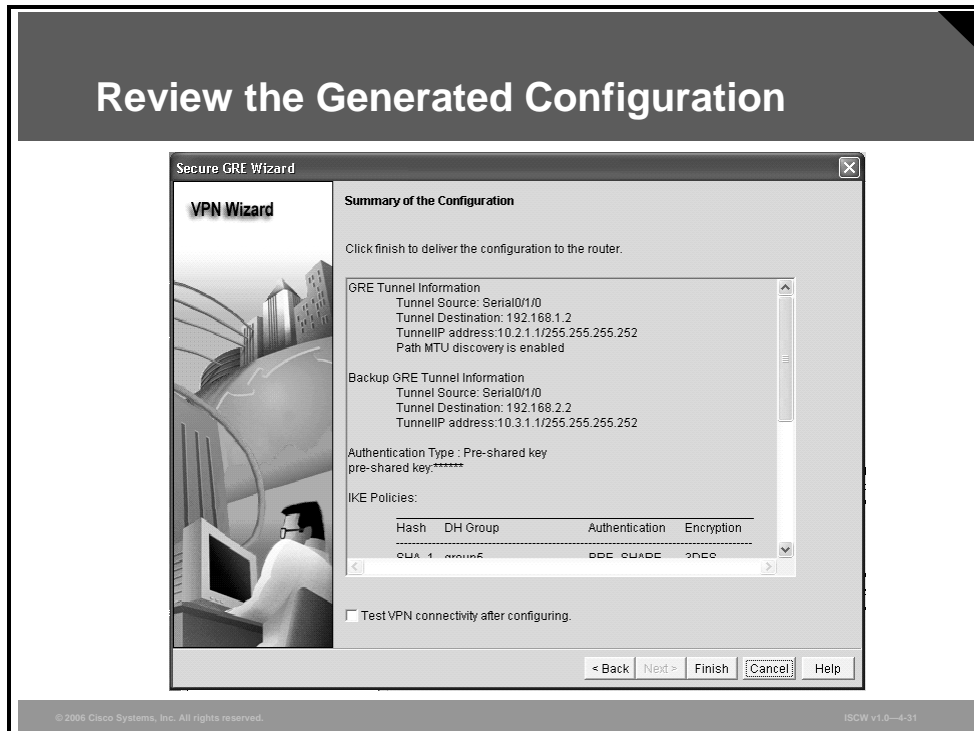 Review the Generated Configuration
Secure GRE Wizard
VPN Wizard
Summary of the Configuration
Click finish to deliver the configuration to the router.
GRE Tunnel Information
Tunnel Source: Serial0/1/0
Tunnel Destination: 192.168.1.2
TunnelIP address:10.2.1.1/255.255.255.252
Path MTU discovery is enabled
Backup GRE Tunnel Information
Tunnel Source: Serial0/1/0
Tunnel Destination: 192.168.2.2
TunnelIP address:10.3.1.1/255.255.255.252
Authentication Type : Pre-shared key
pre-shared key:******
IKE Policies:
Hash DH Group Authentication Encryption
SHA_1 group5 PRE_SHARE 3DES
Test VPN connectivity after configuring.
< Back Next > Finish Cancel Help
© 2006 Cisco Systems, Inc. All rights reserved. ISCW v1.0—4-31